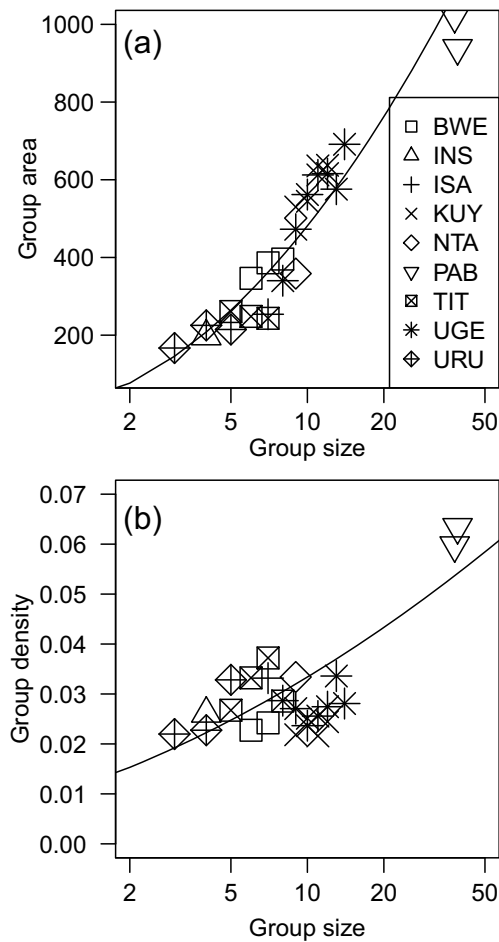 (a)
Group area
1000
800
600
400
200
BWE
INS
ISA
KUY
NTA
PAB
TIT
UGE
URU
2 5 10 20 50
Group size
(b)
Group density
0.07
0.06
0.05
0.04
0.03
0.02
0.01
0.00
2 5 10 20 50
Group size